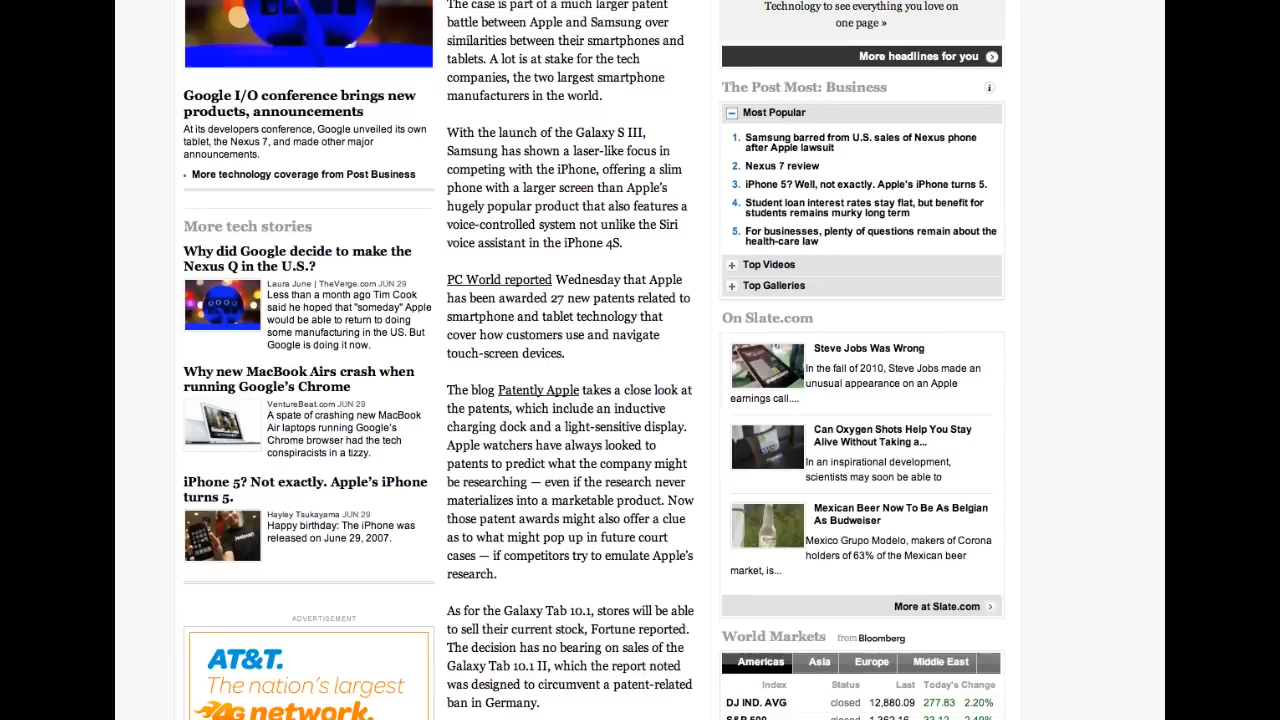 Google I/O conference brings new
products, announcements
At its developers conference, Google unveiled its own
tablet, the Nexus 7, and made other major
announcements.
More technology coverage from Post Business
More tech stories
Why did Google decide to make the
Nexus Q in the U.S.?
Laura June | TheVerge.com JUN 29
Less than a month ago Tim Cook
said he hoped that "someday" Apple
would be able to return to doing
some manufacturing in the US. But
Google is doing it now.
Why new MacBook Airs crash when
running Google's Chrome
VentureBeat.com JUN 29
A spate of crashing new MacBook
Air laptops running Google's
Chrome browser had the tech
conspiracists in a tizzy.
iPhone 5? Not exactly. Apple's iPhone
turns 5.
Hayley Tsukayama JUN 29
Happy birthday: The iPhone was
released on June 29, 2007.
ADVERTISEMENT
AT&T.
The nation's largest
4G network.
The case is part of a much larger patent
battle between Apple and Samsung over
similarities between their smartphones and
tablets. A lot is at stake for the tech
companies, the two largest smartphone
manufacturers in the world.
With the launch of the Galaxy S III,
Samsung has shown a laser-like focus in
competing with the iPhone, offering a slim
phone with a larger screen than Apple's
hugely popular product that also features a
voice-controlled system not unlike the Siri
voice assistant in the iPhone 4S.
PC World reported Wednesday that Apple
has been awarded 27 new patents related to
smartphone and tablet technology that
cover how customers use and navigate
touch-screen devices.
The blog Patently Apple takes a close look at
the patents, which include an inductive
charging dock and a light-sensitive display.
Apple watchers have always looked to
patents to predict what the company might
be researching — even if the research never
materializes into a marketable product. Now
those patent awards might also offer a clue
as to what might pop up in future court
cases — if competitors try to emulate Apple's
research.
As for the Galaxy Tab 10.1, stores will be able
to sell their current stock, Fortune reported.
The decision has no bearing on sales of the
Galaxy Tab 10.1 II, which the report noted
was designed to circumvent a patent-related
ban in Germany.
Technology to see everything you love on
one page »
More headlines for you
The Post Most: Business
Most Popular
1. Samsung barred from U.S. sales of Nexus phone
after Apple lawsuit
2. Nexus 7 review
3. iPhone 5? Well, not exactly. Apple's iPhone turns 5.
4. Student loan interest rates stay flat, but benefit for
students remains murky long term
5. For businesses, plenty of questions remain about the
health-care law
Top Videos
Top Galleries
On Slate.com
Steve Jobs Was Wrong
In the fall of 2010, Steve Jobs made an
unusual appearance on an Apple
earnings call....
Can Oxygen Shots Help You Stay
Alive Without Taking a...
In an inspirational development,
scientists may soon be able to
Mexican Beer Now To Be As Belgian
As Budweiser
Mexico Grupo Modelo, makers of Corona
holders of 63% of the Mexican beer
market, is...
More at Slate.com
World Markets from Bloomberg
Americas Asia Europe Middle East
Index Status Last Today's Change
DJ IND. AVG closed 12,880.09 277.83 2.20%
S&P 500 closed 1,362.16 33.12 2.49%